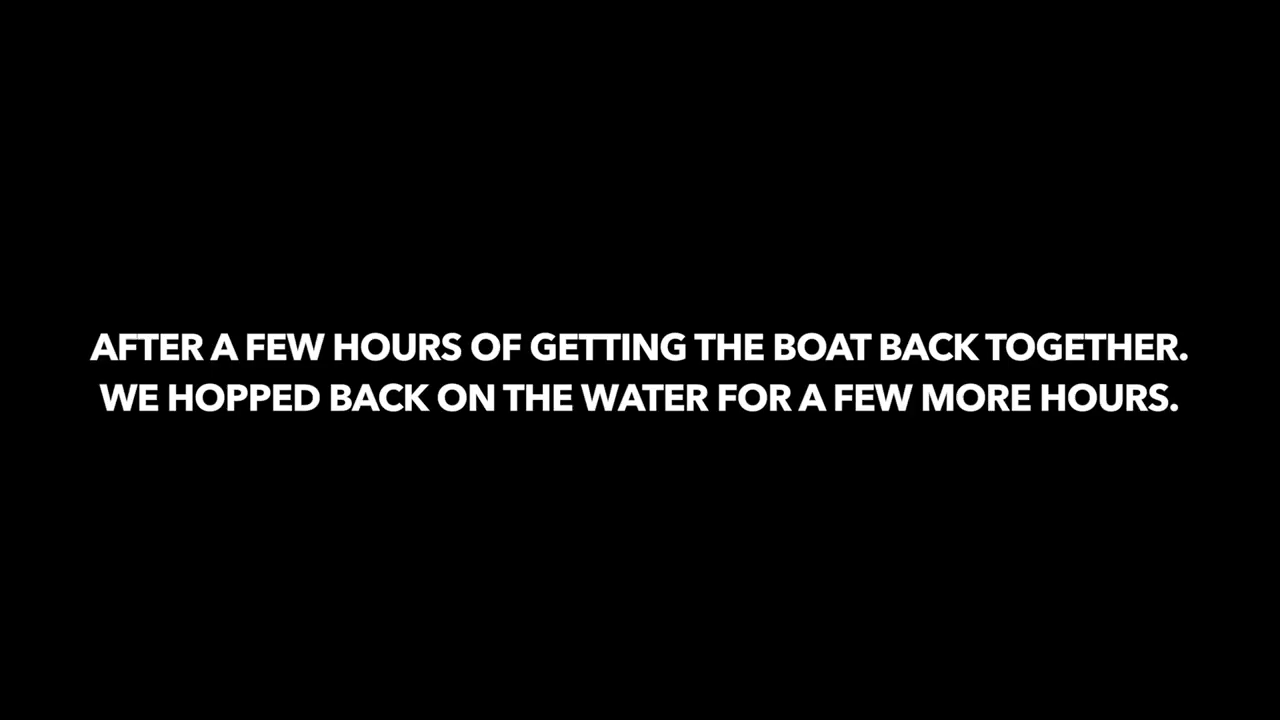 AFTER A FEW HOURS OF GETTING THE BOAT BACK TOGETHER.
WE HOPPED BACK ON THE WATER FOR A FEW MORE HOURS.